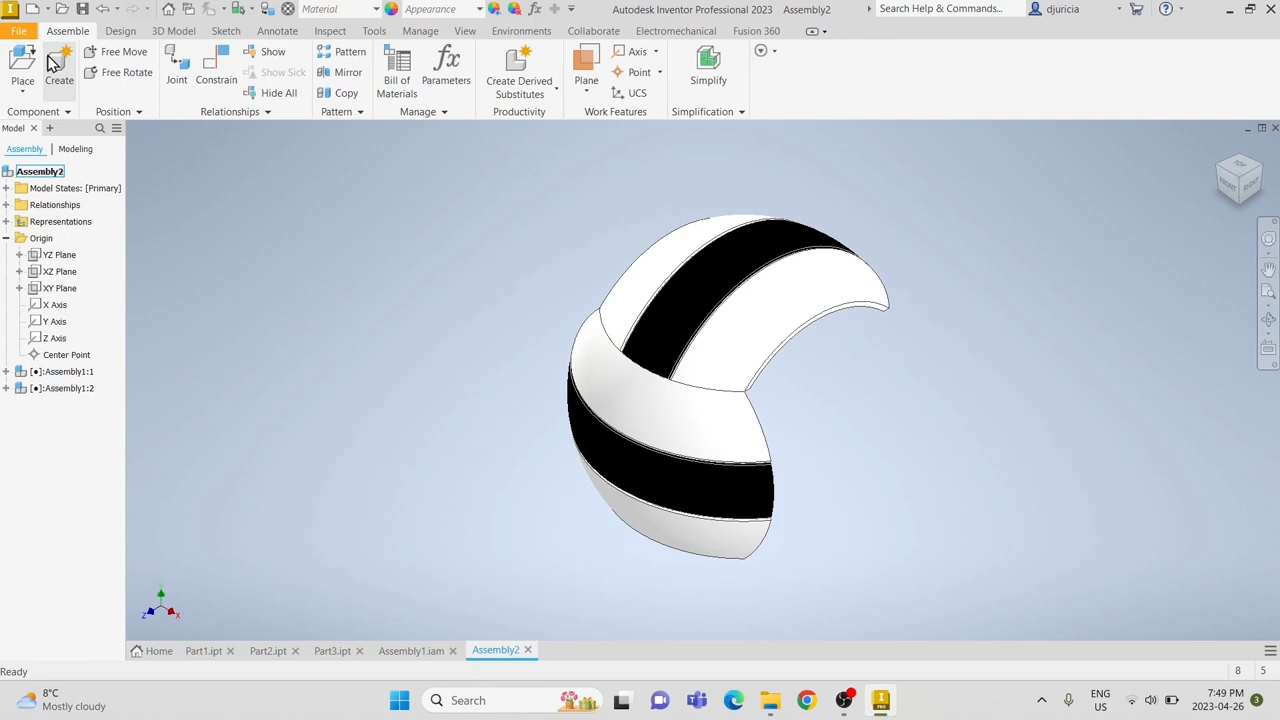 Material
Appearance
Autodesk Inventor Professional 2023 Assembly2
Search Help & Commands...
djuricia
File
Assemble
Design
3D Model
Sketch
Annotate
Inspect
Tools
Manage
View
Environments
Collaborate
Electromechanical
Fusion 360
Place
Create
Free Move
Free Rotate
Joint
Constrain
Show
Show Sick
Hide All
Pattern
Mirror
Copy
Bill of
Materials
Parameters
Create Derived
Substitutes
Plane
Axis
Point
UCS
Simplify
Component
Position
Relationships
Pattern
Manage
Productivity
Work Features
Simplification
Model
Assembly
Modeling
Assembly2
Model States: [Primary]
Relationships
Representations
Origin
YZ Plane
XZ Plane
XY Plane
X Axis
Y Axis
Z Axis
Center Point
[●]:Assembly1:1
[●]:Assembly1:2
TOP
FRONT
RIGHT
Y
Z
X
Home
Part1.ipt
Part2.ipt
Part3.ipt
Assembly1.iam
Assembly2
Ready
8
5
8°C
Mostly cloudy
Search
PRO
ENG
US
7:49 PM
2023-04-26
3